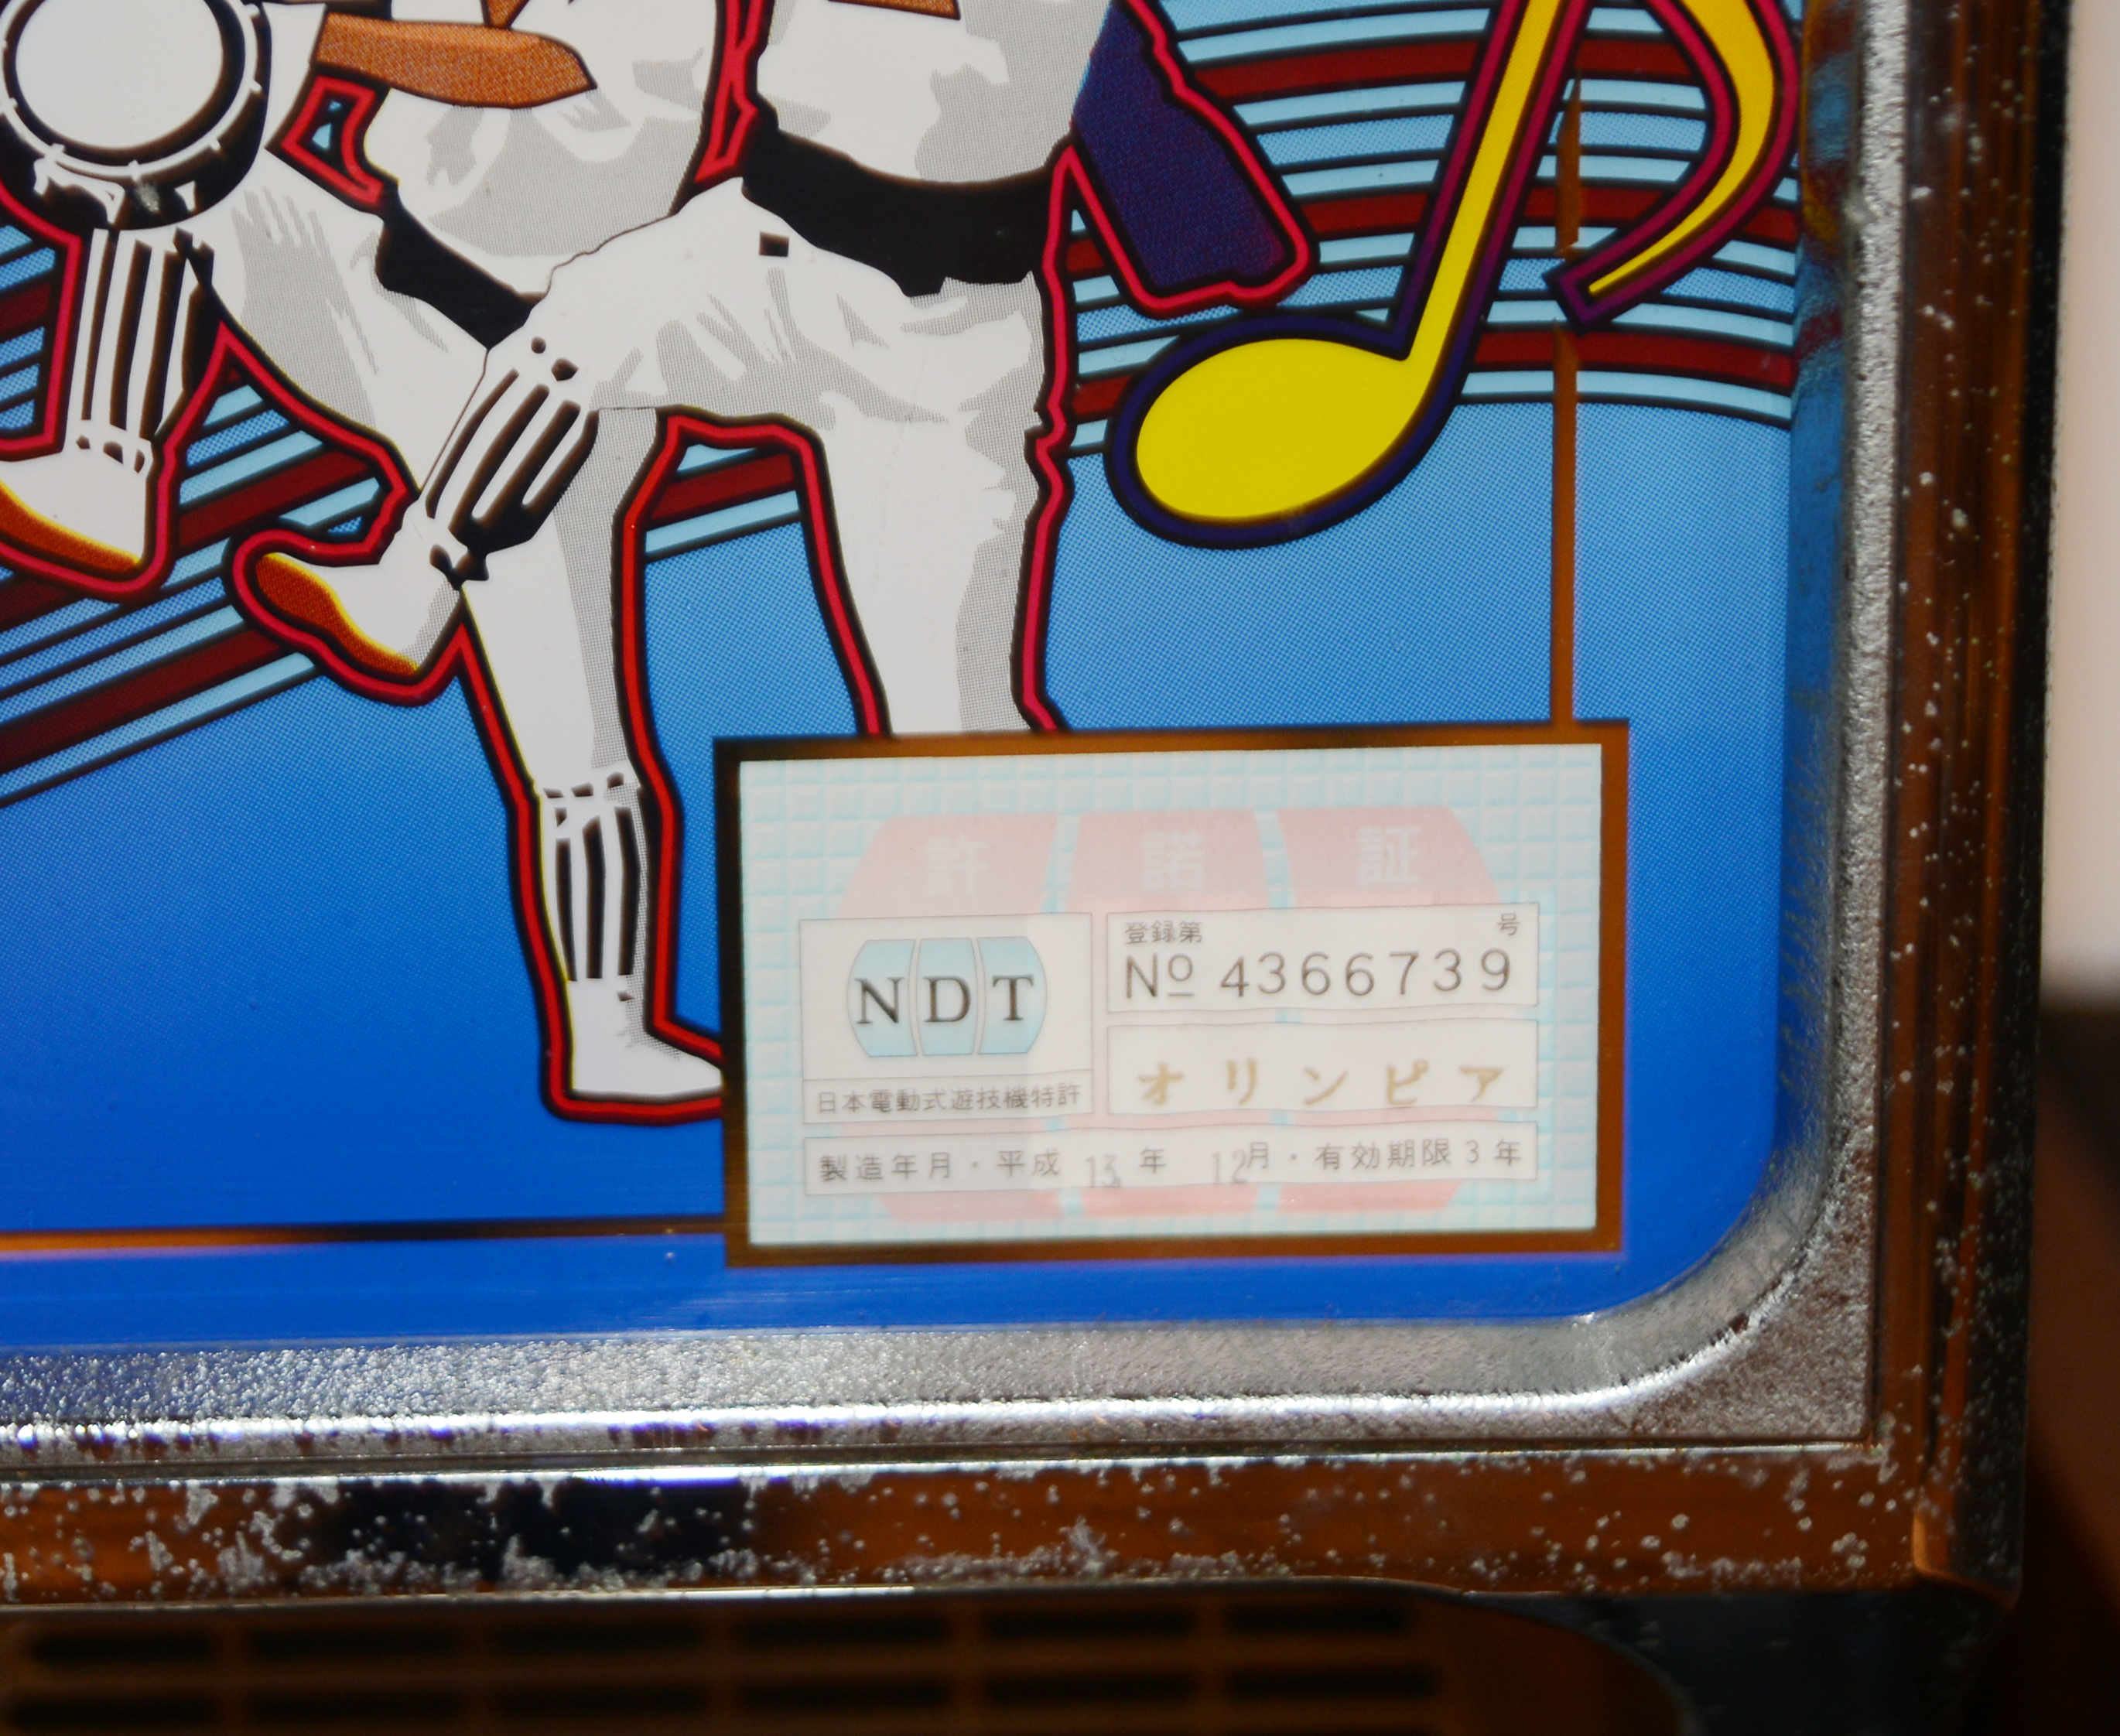 許諾証
NDT
日本電動式遊技機特許
登録第 号
No 4366739
オリンピア
製造年月・平成 13 年 12月・有効期限3年